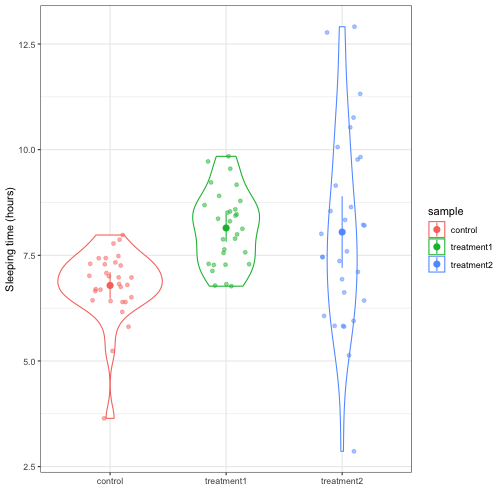 Sleeping time (hours)
12.5
10.0
7.5
5.0
2.5
control
treatment1
treatment2
sample
control
treatment1
treatment2